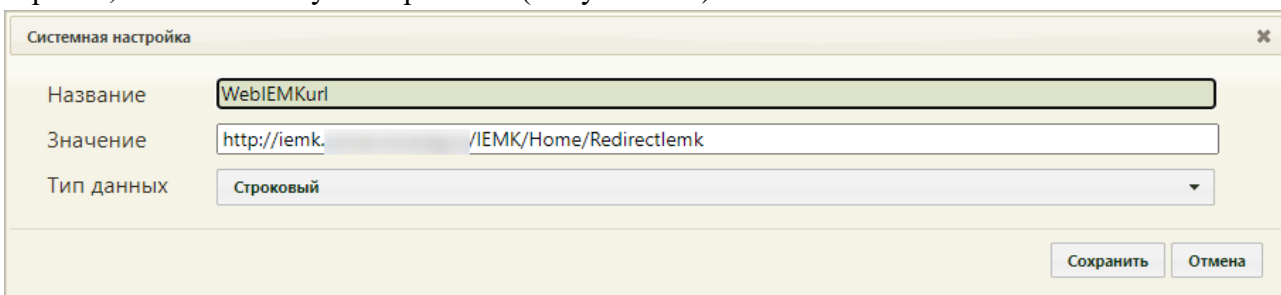 Системная настройка
Название WebIEMKurl
Значение http://iemk. /IEMK/Home/RedirectIemk
Тип данных Строковый
Сохранить Отмена